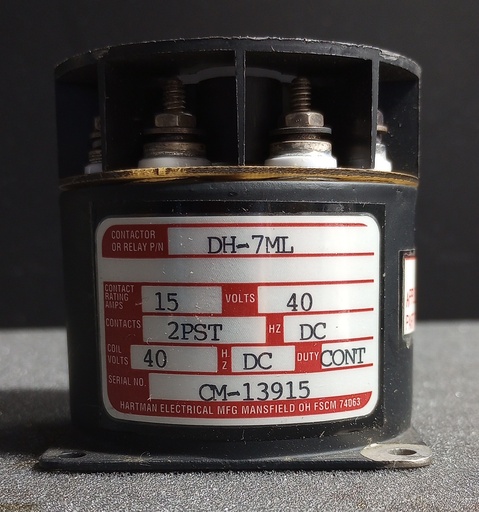 CONTACTOR
OR RELAY P/N DH-7ML
CONTACT
RATING
AMPS 15 VOLTS 40
CONTACTS 2PST HZ DC
COIL
VOLTS 40 HZ DC DUTY CONT
SERIAL NO. CM-13915
HARTMAN ELECTRICAL MFG MANSFIELD OH FSCM 74063